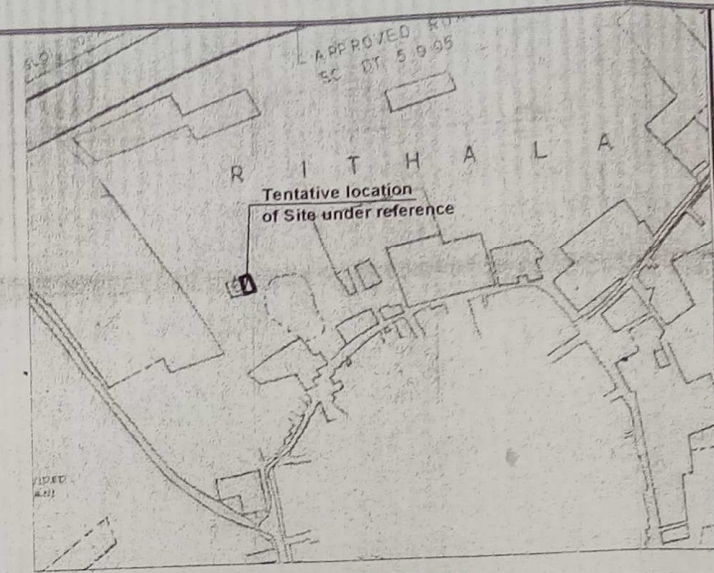 APPROVED
SC DT 5 9 95
R I T H A L A
Tentative location
of Site under reference